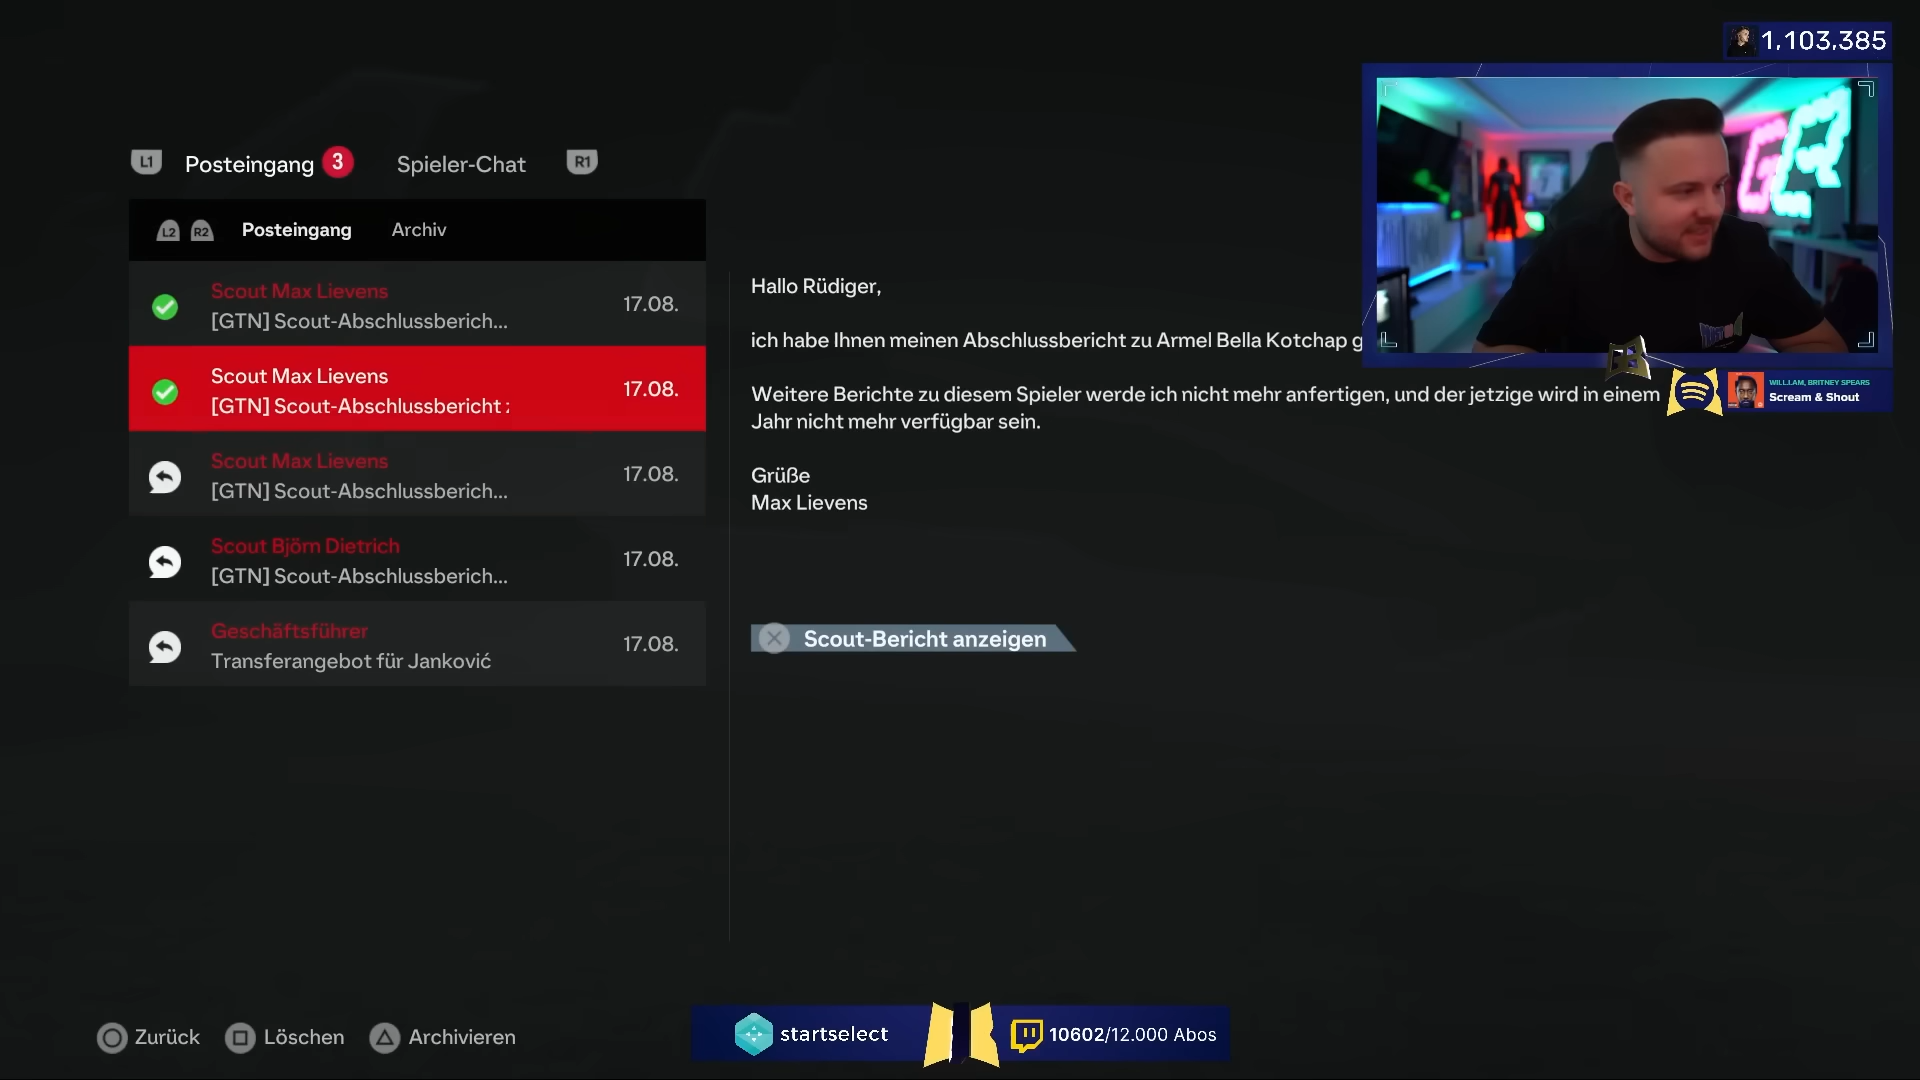 1,103,385
L1 Posteingang 3 Spieler-Chat R1
L2 R2 Posteingang Archiv
Scout Max Lievens
[GTN] Scout-Abschlussberich...
17.08.
Scout Max Lievens
[GTN] Scout-Abschlussbericht
17.08.
Scout Max Lievens
[GTN] Scout-Abschlussberich...
17.08.
Scout Björn Dietrich
[GTN] Scout-Abschlussberich...
17.08.
Geschäftsführer
Transferangebot für Janković
17.08.
Hallo Rüdiger,
ich habe Ihnen meinen Abschlussbericht zu Armel Bella Kotchap g
Weitere Berichte zu diesem Spieler werde ich nicht mehr anfertigen, und der jetzige wird in einem
Jahr nicht mehr verfügbar sein.
Grüße
Max Lievens
Scout-Bericht anzeigen
WILL.I.AM, BRITNEY SPEARS
Scream & Shout
Zurück Löschen Archivieren
startselect
10602/12.000 Abos